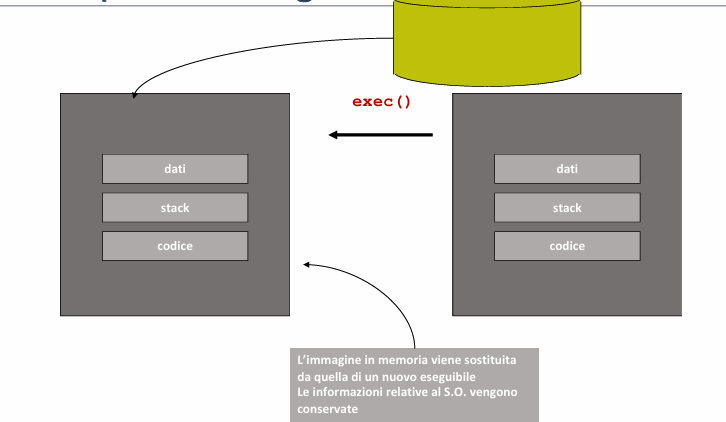 exec()
dati
dati
stack
stack
codice
codice
L'immagine in memoria viene sostituita
da quella di un nuovo eseguibile
Le informazioni relative al S.O. vengono
conservate